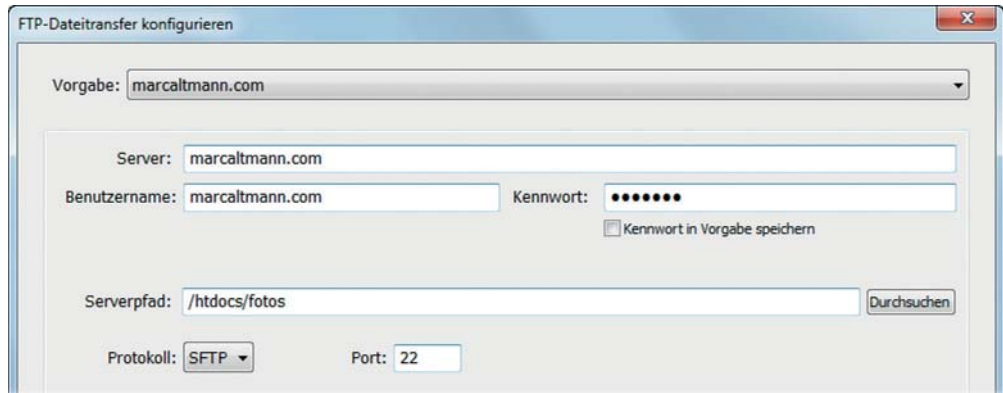 FTP-Dateitransfer konfigurieren
Vorgabe: marcaltmann.com
Server: marcaltmann.com
Benutzername: marcaltmann.com Kennwort: •••••••
Kennwort in Vorgabe speichern
Serverpfad: /htdocs/fotos Durchsuchen
Protokoll: SFTP Port: 22